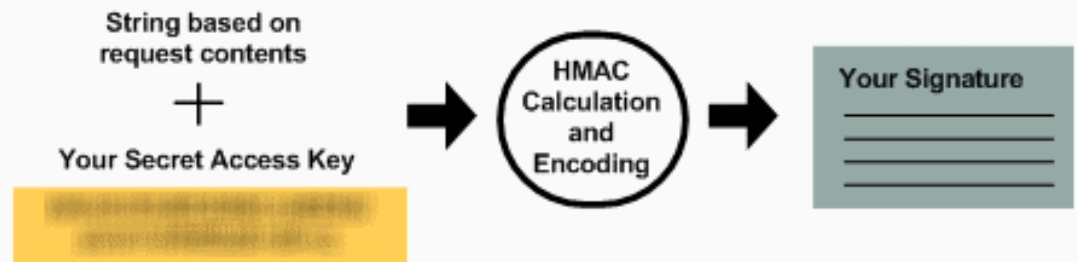 String based on
request contents
+
Your Secret Access Key
HMAC
Calculation
and
Encoding
Your Signature